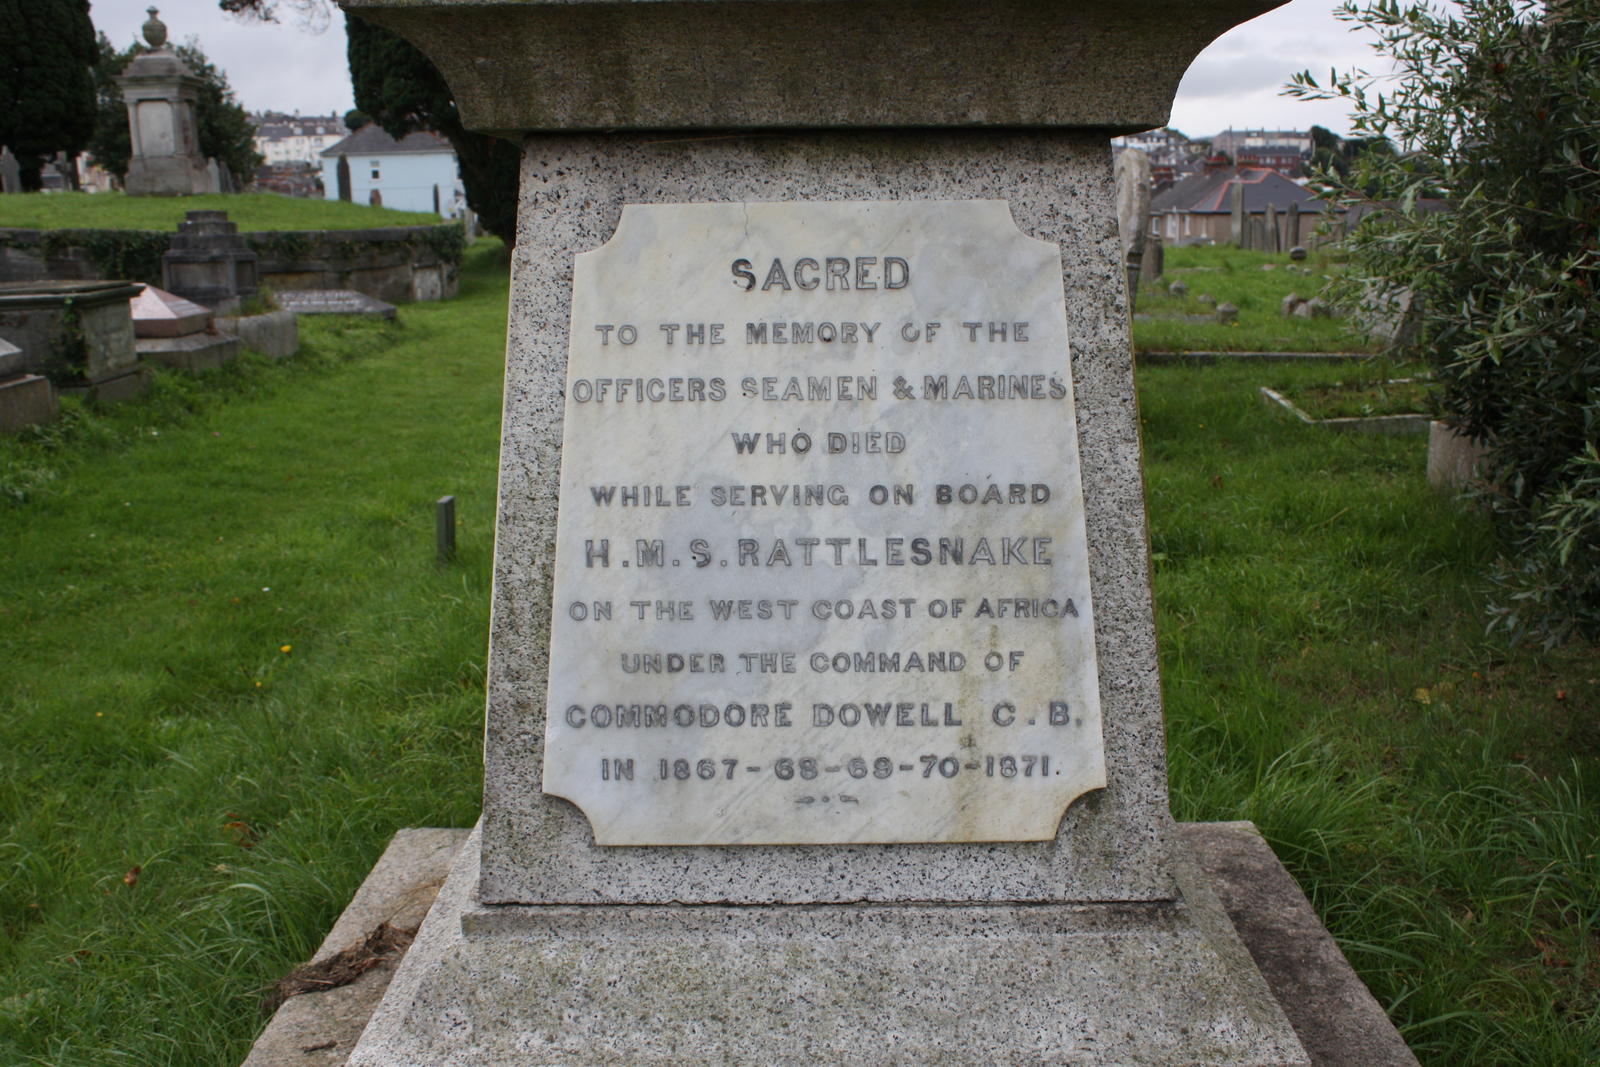 SACRED
TO THE MEMORY OF THE
OFFICERS SEAMEN & MARINES
WHO DIED
WHILE SERVING ON BOARD
H.M.S. RATTLESNAKE
ON THE WEST COAST OF AFRICA
UNDER THE COMMAND OF
COMMODORE DOWELL C.B.
IN 1867-68-69-70-1871.